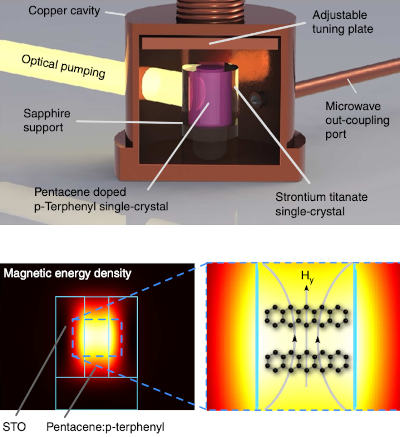 Copper cavity
Adjustable
tuning plate
Optical pumping
Sapphire
support
Microwave
out-coupling
port
Pentacene doped
p-Terphenyl single-crystal
Strontium titanate
single-crystal
Magnetic energy density
Hy
STO
Pentacene:p-terphenyl